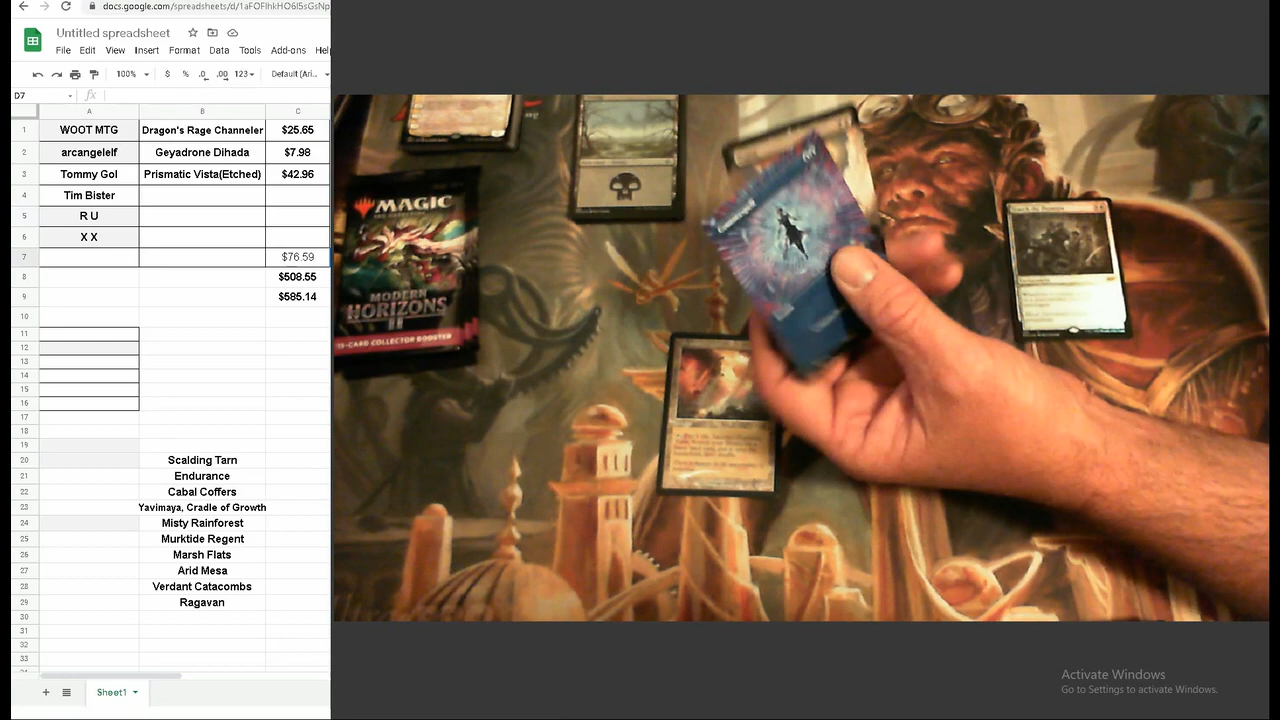 docs.google.com/spreadsheets/d/1aFOFlhkHO6l5sGsNp
Untitled spreadsheet
File Edit View Insert Format Data Tools Add-ons Hel
100% $ % .0 .00 123 Default (Ari...
D7
A B C
1 WOOT MTG Dragon's Rage Channeler $25.65
2 arcangelelf Geyadrone Dihada $7.98
3 Tommy Gol Prismatic Vista(Etched) $42.96
4 Tim Bister
5 R U
6 X X
7 $76.59
8 $508.55
9 $585.14
10
11
12
13
14
15
16
17
18
19
20 Scalding Tarn
21 Endurance
22 Cabal Coffers
23 Yavimaya, Cradle of Growth
24 Misty Rainforest
25 Murktide Regent
26 Marsh Flats
27 Arid Mesa
28 Verdant Catacombs
29 Ragavan
30
31
32
33
Sheet1
MAGIC
MODERN
HORIZONS
II
15-CARD COLLECTOR BOOSTER
Activate Windows
Go to Settings to activate Windows.